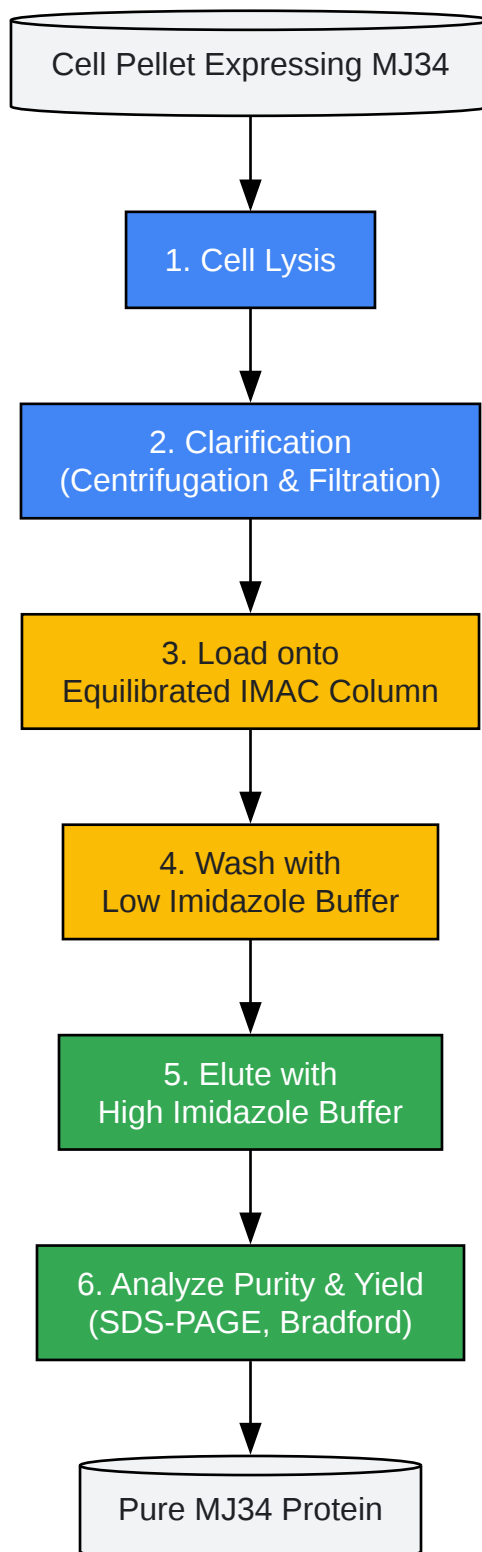 Cell Pellet Expressing MJ34
1. Cell Lysis
2. Clarification
(Centrifugation & Filtration)
3. Load onto
Equilibrated IMAC Column
4. Wash with
Low Imidazole Buffer
5. Elute with
High Imidazole Buffer
6. Analyze Purity & Yield
(SDS-PAGE, Bradford)
Pure MJ34 Protein